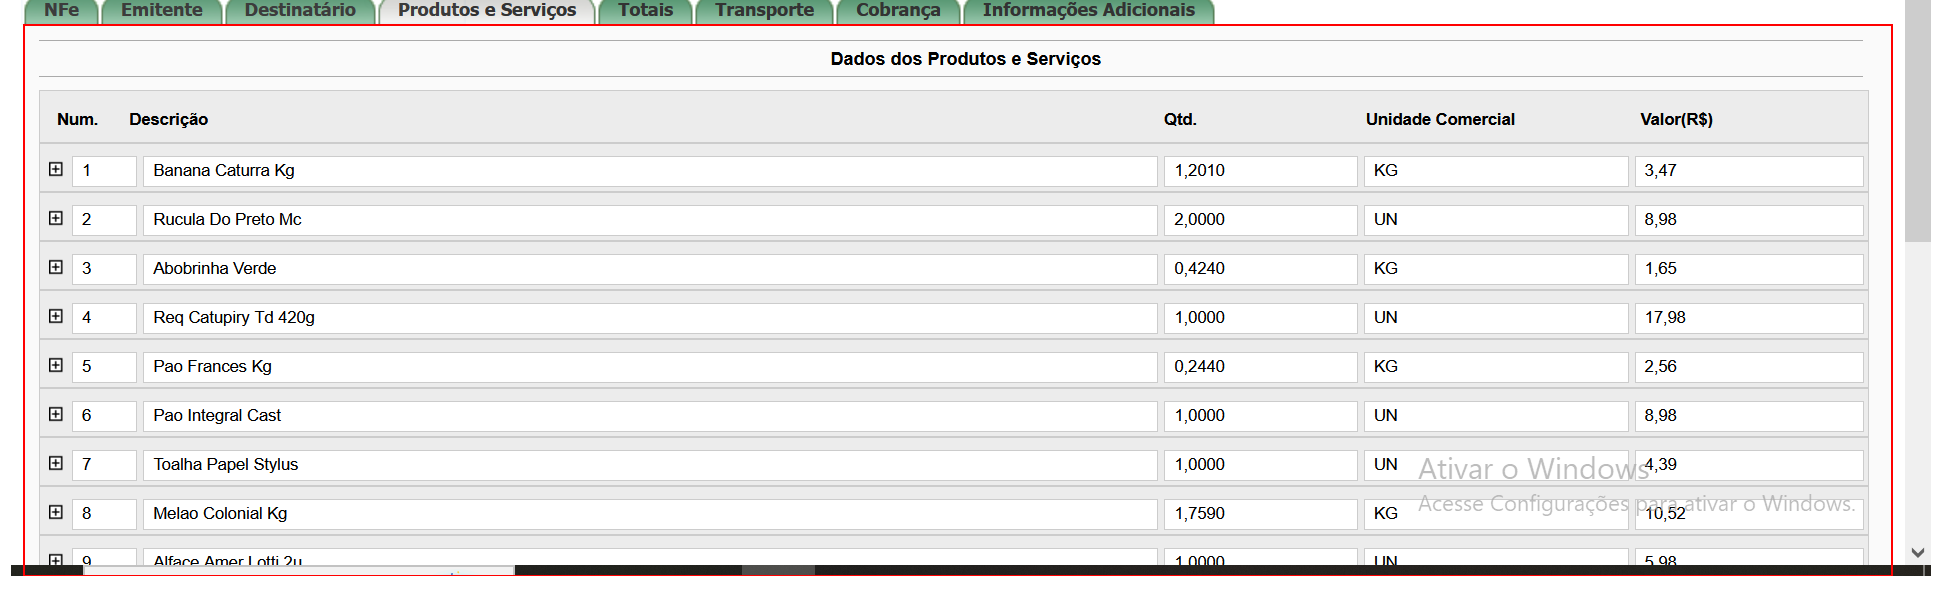 NFe Emitente Destinatário Produtos e Serviços Totais Transporte Cobrança Informações Adicionais
Dados dos Produtos e Serviços
Num. Descrição Qtd. Unidade Comercial Valor(R$)
1 Banana Caturra Kg 1,2010 KG 3,47
2 Rucula Do Preto Mc 2,0000 UN 8,98
3 Abobrinha Verde 0,4240 KG 1,65
4 Req Catupiry Td 420g 1,0000 UN 17,98
5 Pao Frances Kg 0,2440 KG 2,56
6 Pao Integral Cast 1,0000 UN 8,98
7 Toalha Papel Stylus 1,0000 UN 4,39
Ativar o Windows
8 Melao Colonial Kg 1,7590 KG 10,52
Acesse Configurações para ativar o Windows.
9 Alface Amer Lotti 2u 1,0000 UN 5,98